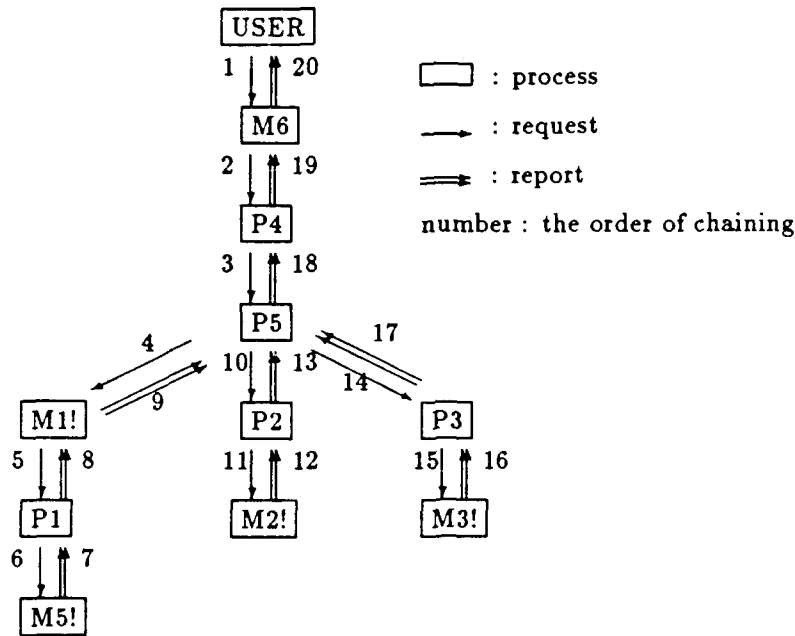 USER
1 20
: process
M6
: request
2 19
: report
P4
number : the order of chaining
3 18
P5
17
4
10 13
14
9
M1! P2 P3
5 8 11 12 15 16
P1 M2! M3!
6 7
M5!